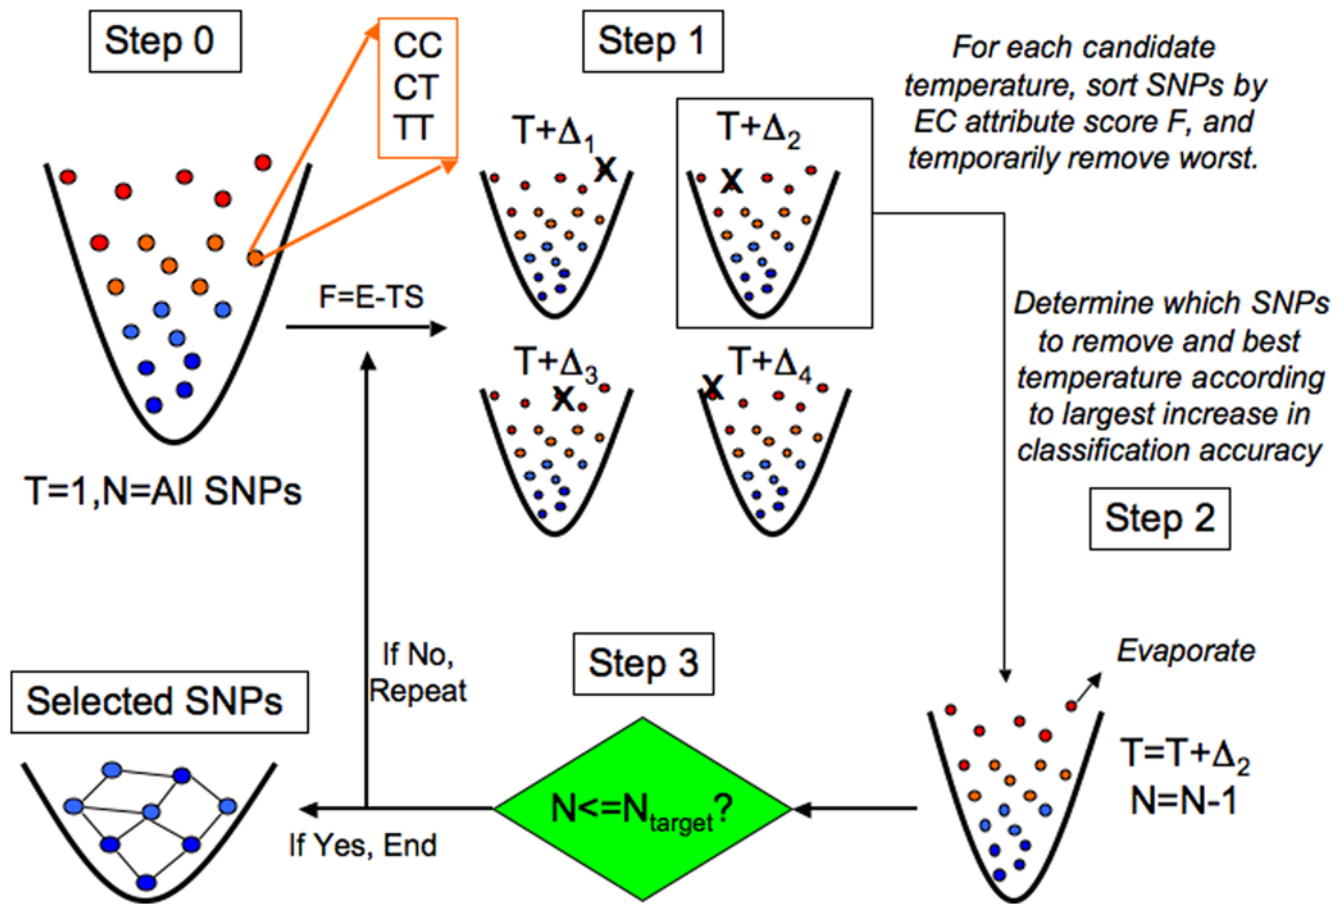 Step 0
CC
CT
TT
Step 1
For each candidate
temperature, sort SNPs by
EC attribute score F, and
temporarily remove worst.
T+Δ₁
X
T+Δ₂
X
F=E-TS
T+Δ₃
X
T+Δ₄
X
T=1,N=All SNPs
Determine which SNPs
to remove and best
temperature according
to largest increase in
classification accuracy
Step 2
Evaporate
T=T+Δ₂
N=N-1
Step 3
N<=Nₜₐᵣgₑₜ?
If No,
Repeat
If Yes, End
Selected SNPs